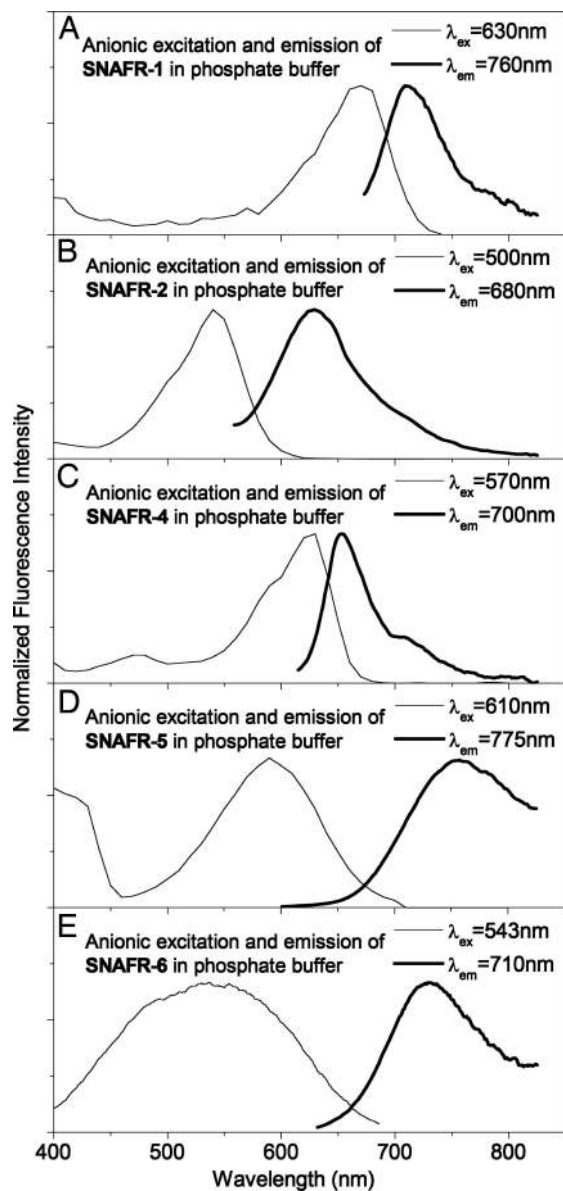 Normalized Fluorescence Intensity
A
Anionic excitation and emission of
SNAFR-1 in phosphate buffer
λex=630nm
λem=760nm
B
Anionic excitation and emission of
SNAFR-2 in phosphate buffer
λex=500nm
λem=680nm
C
Anionic excitation and emission of
SNAFR-4 in phosphate buffer
λex=570nm
λem=700nm
D
Anionic excitation and emission of
SNAFR-5 in phosphate buffer
λex=610nm
λem=775nm
E
Anionic excitation and emission of
SNAFR-6 in phosphate buffer
λex=543nm
λem=710nm
400 500 600 700 800
Wavelength (nm)